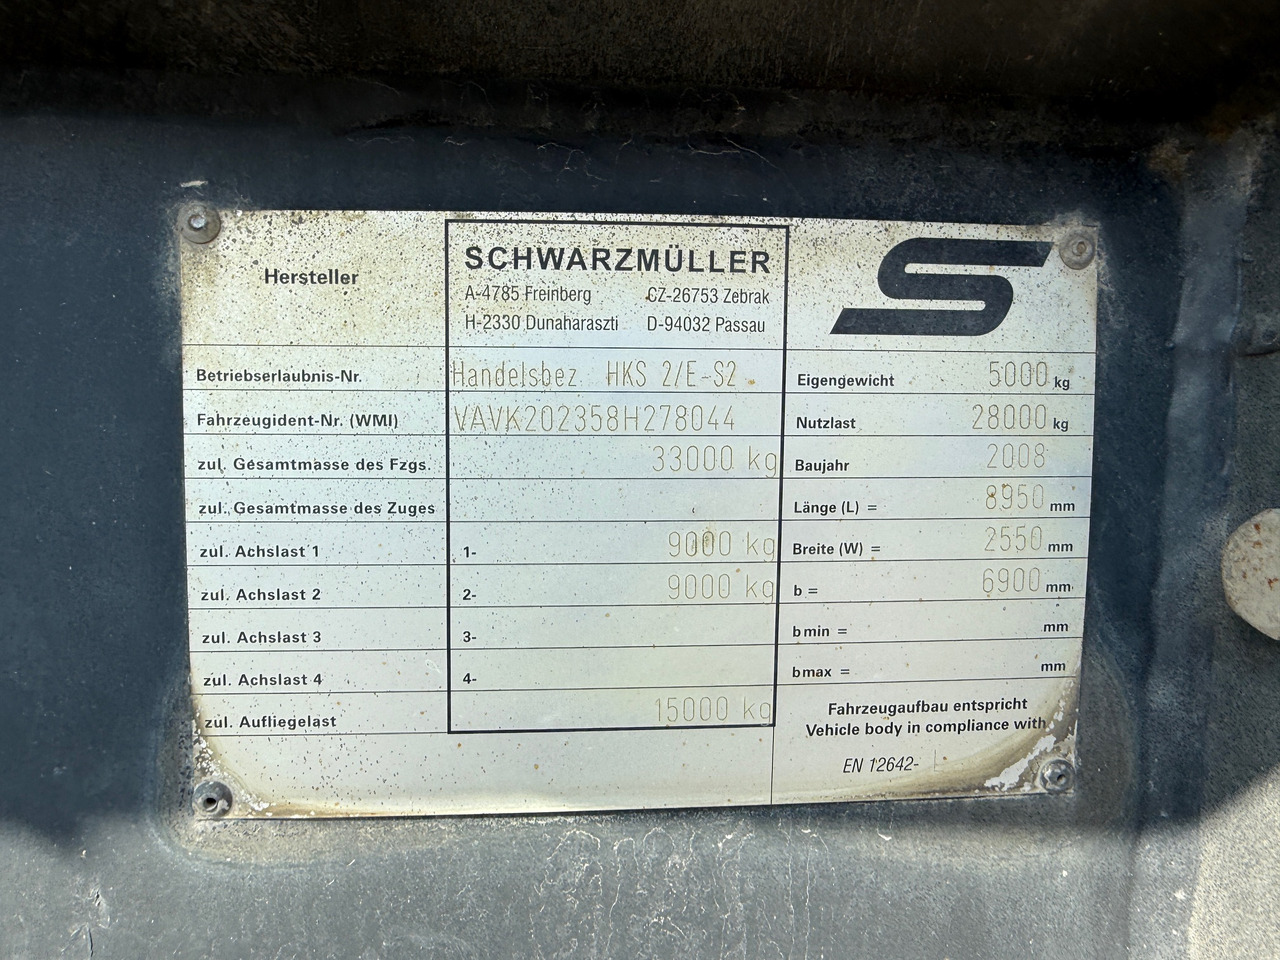 Hersteller
SCHWARZMÜLLER
A-4785 Freinberg CZ-26753 Zebrak
H-2330 Dunaharaszti D-94032 Passau
Betriebserlaubnis-Nr. Handelsbez. HKS 2/E-S2
Fahrzeugident-Nr. (WMI) VAVK202358H278044
zul. Gesamtmasse des Fzgs. 33000 kg
zul. Gesamtmasse des Zuges
zul. Achslast 1 1- 9000 kg
zul. Achslast 2 2- 9000 kg
zul. Achslast 3 3-
zul. Achslast 4 4-
zul. Aufliegelast 15000 kg
Eigengewicht 5000 kg
Nutzlast 28000 kg
Baujahr 2008
Länge (L) = 8950 mm
Breite (W) = 2550 mm
b = 6900 mm
b min = mm
b max = mm
Fahrzeugaufbau entspricht
Vehicle body in compliance with
EN 12642-